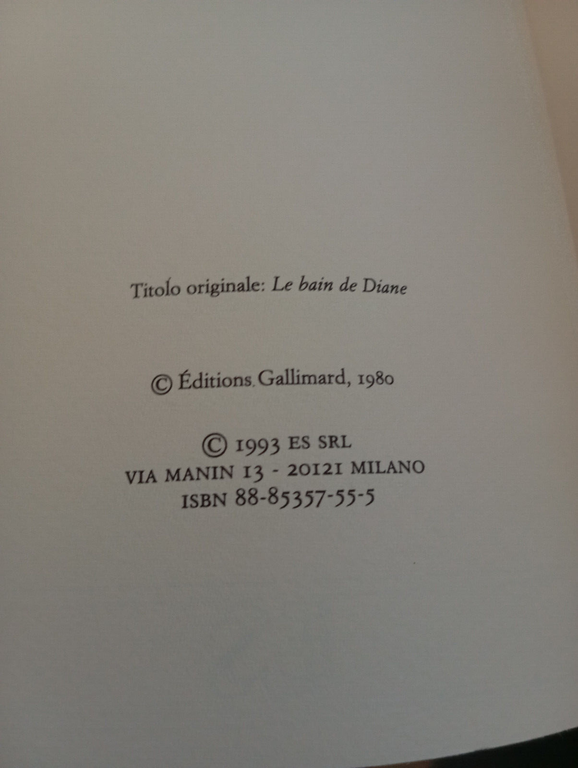 Titolo originale: Le bain de Diane
© Éditions Gallimard, 1980
© 1993 ES SRL
VIA MANIN 13 - 20121 MILANO
ISBN 88-85357-55-5